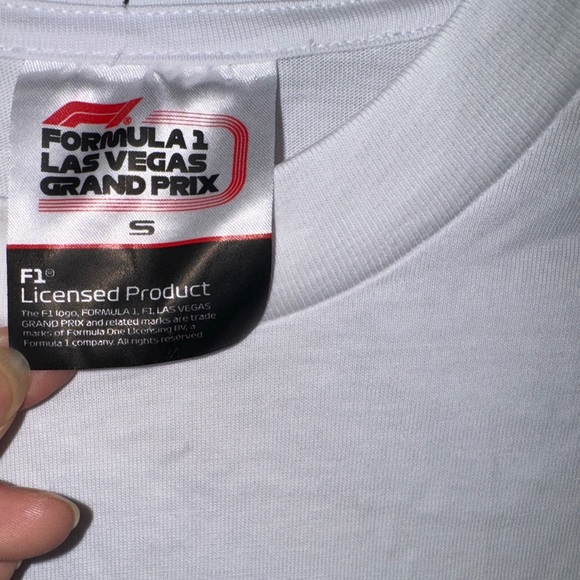 F1®
FORMULA 1
LAS VEGAS
GRAND PRIX
S
F1®
Licensed Product
The F1 logo, FORMULA 1, F1, LAS VEGAS
GRAND PRIX and related marks are trade
marks of Formula One Licensing BV, a
Formula 1 company. All rights reserved